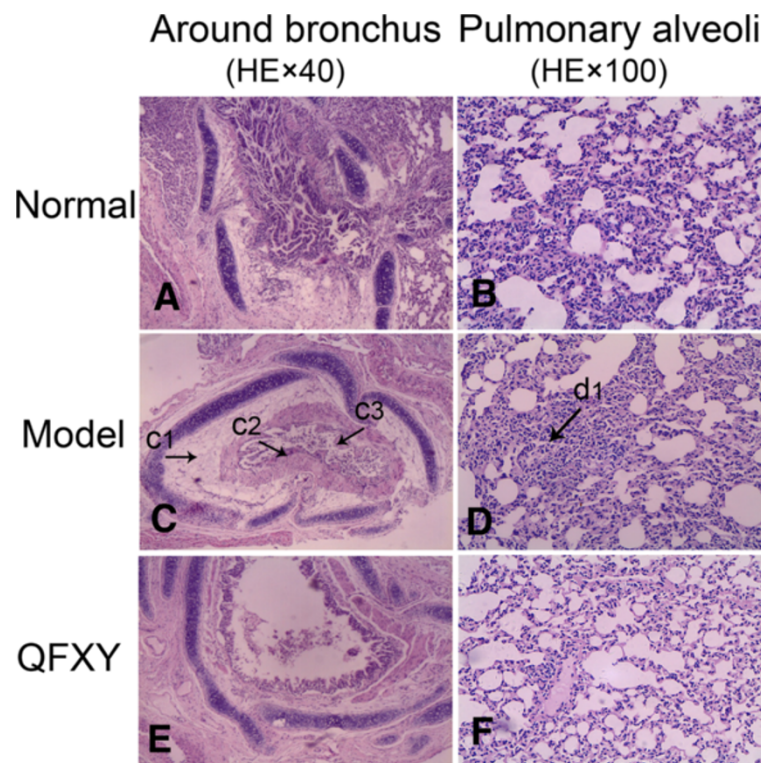 Around bronchus
(HE×40)
Pulmonary alveoli
(HE×100)
Normal
A
B
Model
c1
c2
c3
C
d1
D
QFXY
E
F